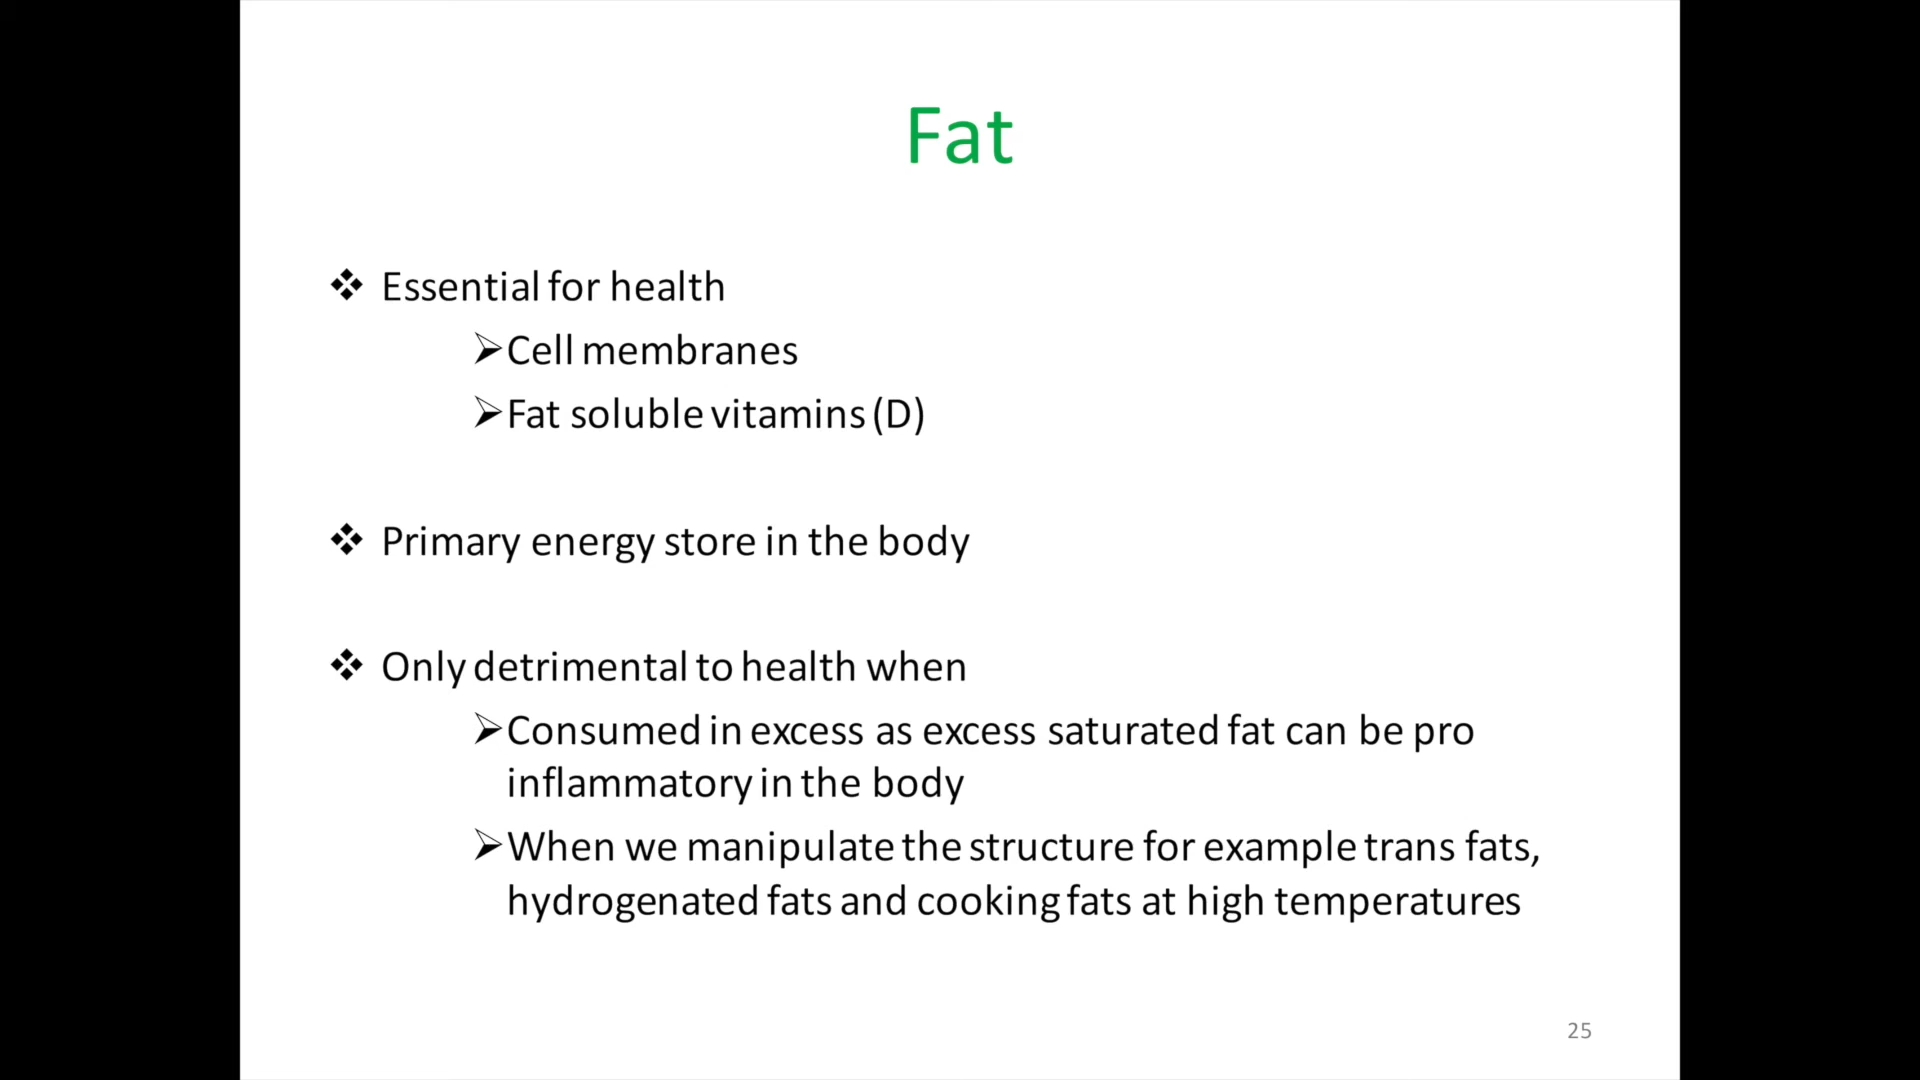 Fat
❖ Essential for health
➢Cell membranes
➢Fat soluble vitamins (D)
❖ Primary energy store in the body
❖ Only detrimental to health when
➢Consumed in excess as excess saturated fat can be pro
inflammatory in the body
➢When we manipulate the structure for example trans fats,
hydrogenated fats and cooking fats at high temperatures
25